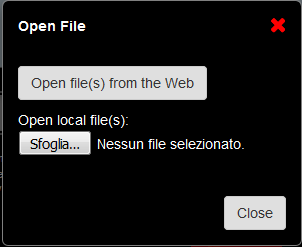 Open File
Open file(s) from the Web
Open local file(s):
Sfoglia... Nessun file selezionato.
Close